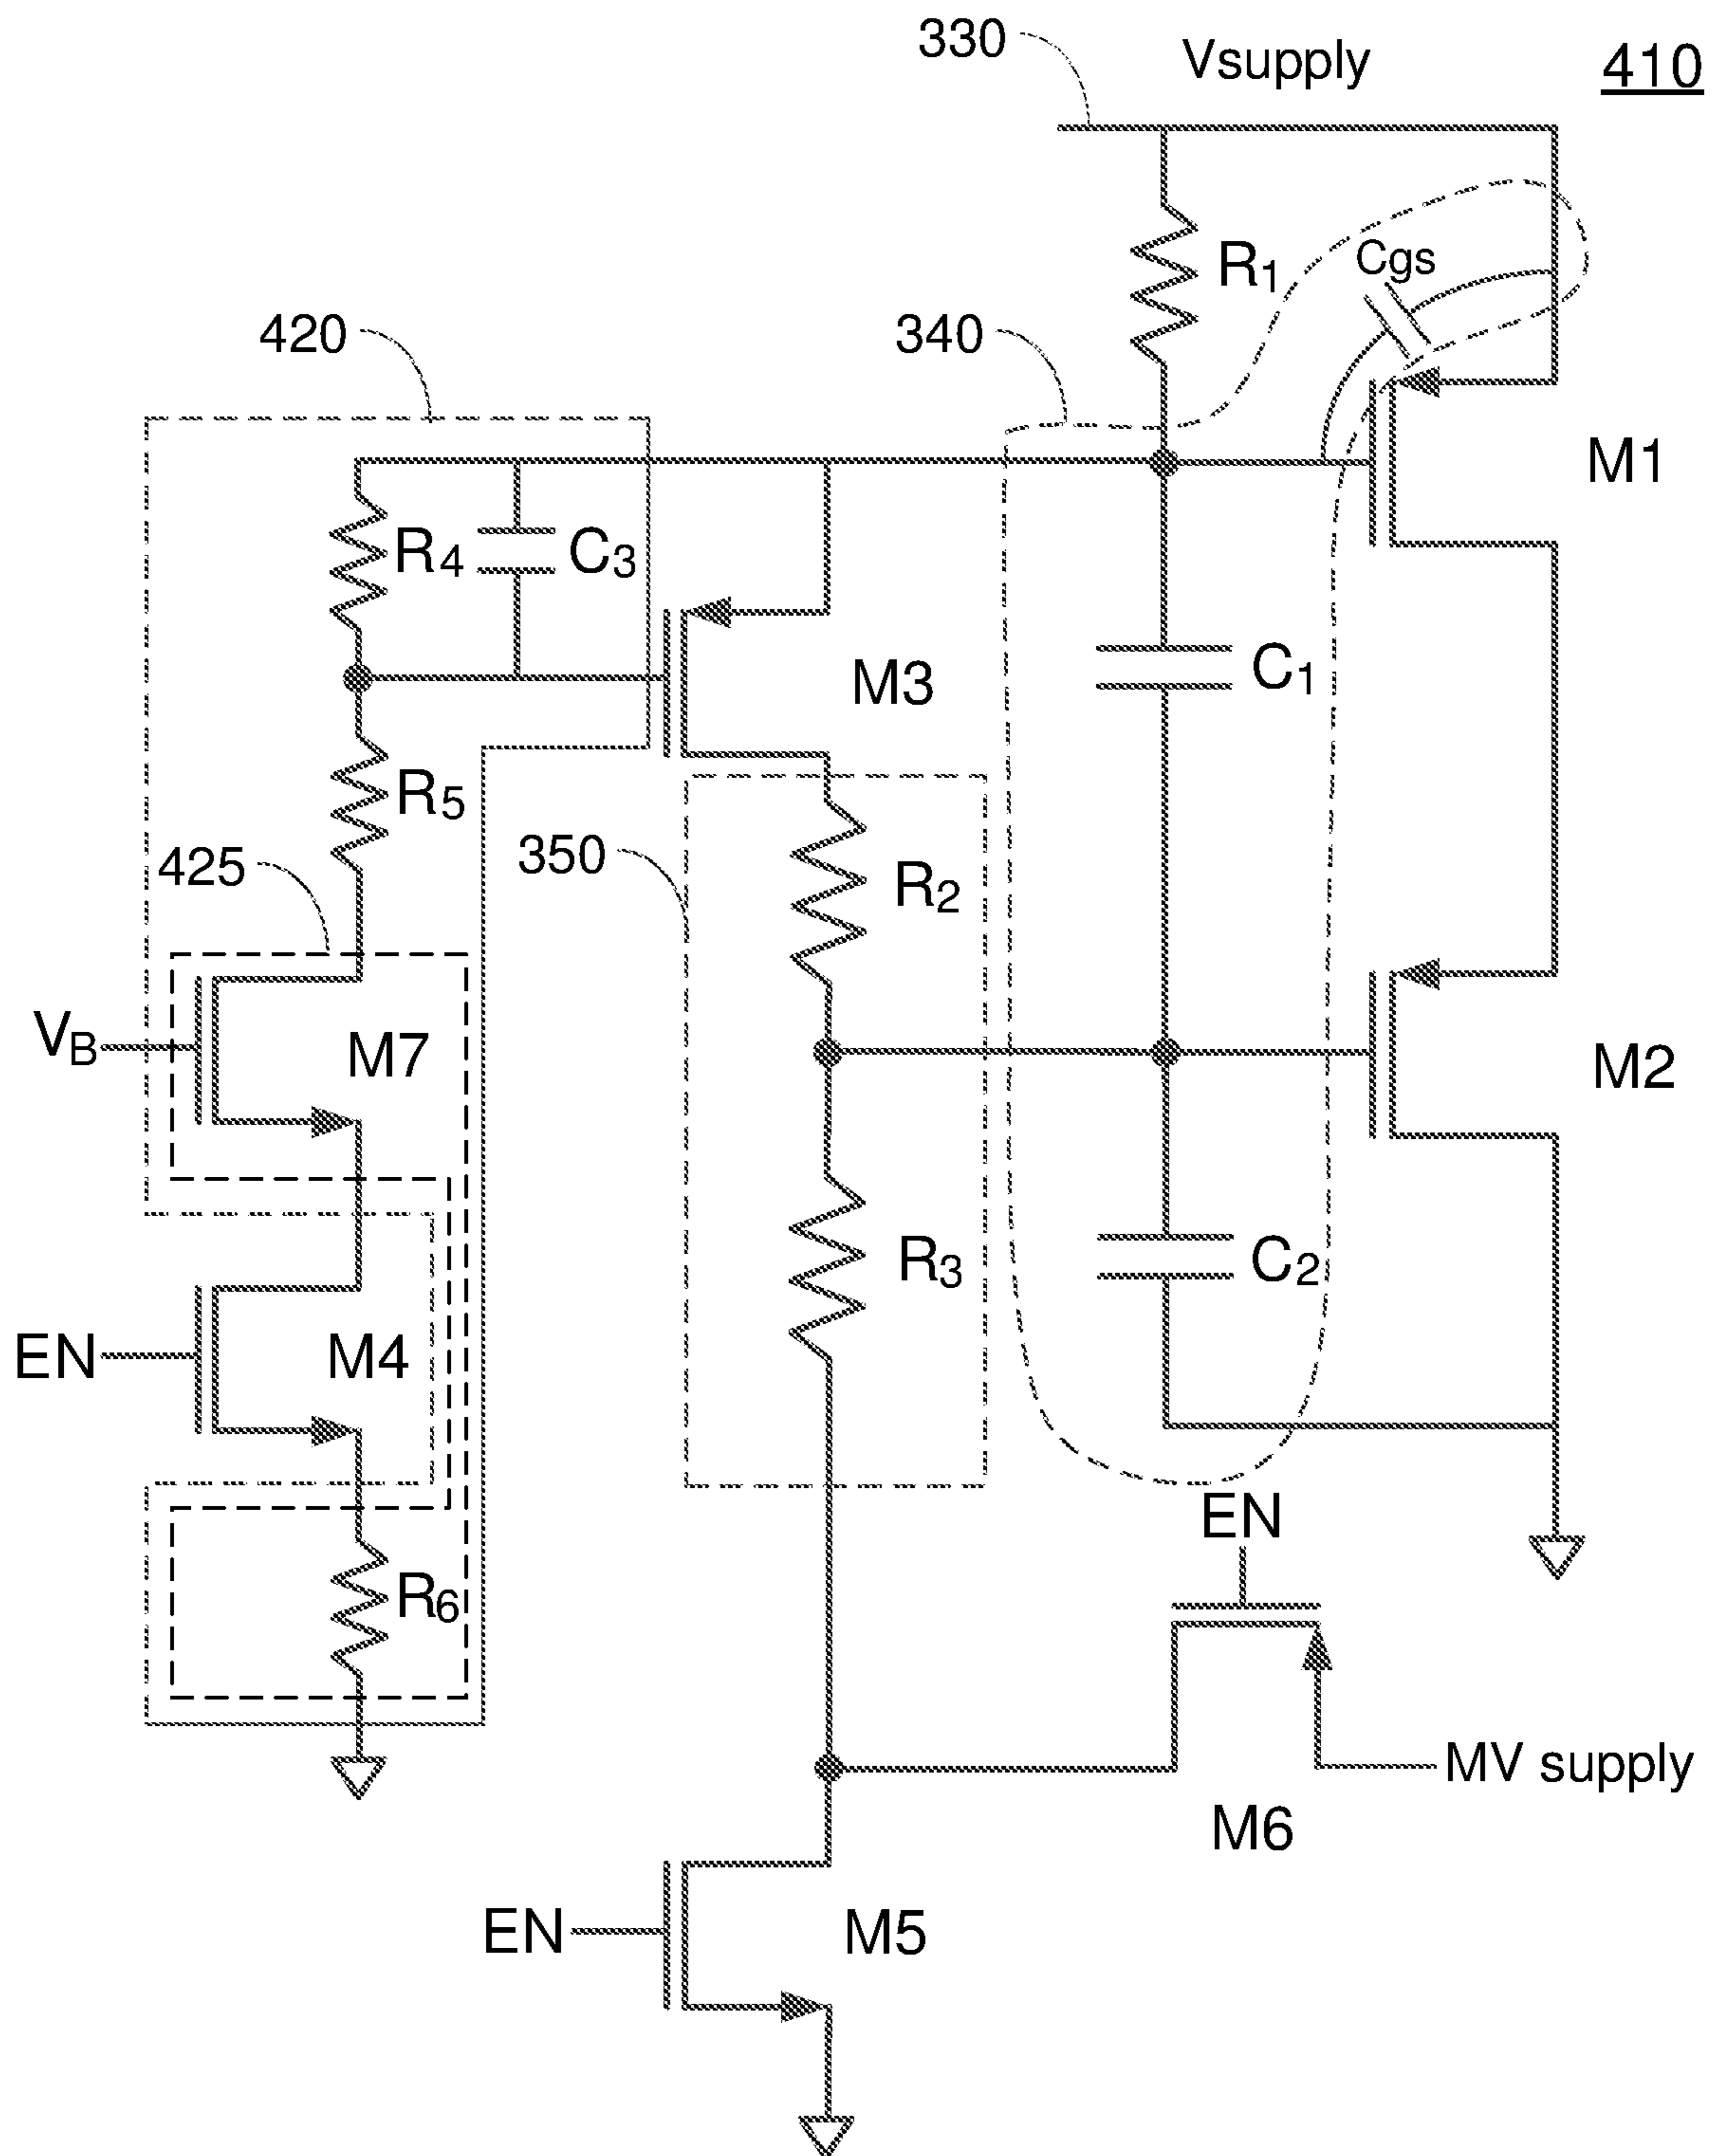 330
Vsupply
410
R1
Cgs
420
340
M1
R4
C3
M3
C1
R5
R2
425
350
VB
M7
M2
R3
C2
EN
M4
EN
R6
MV supply
M6
EN
M5